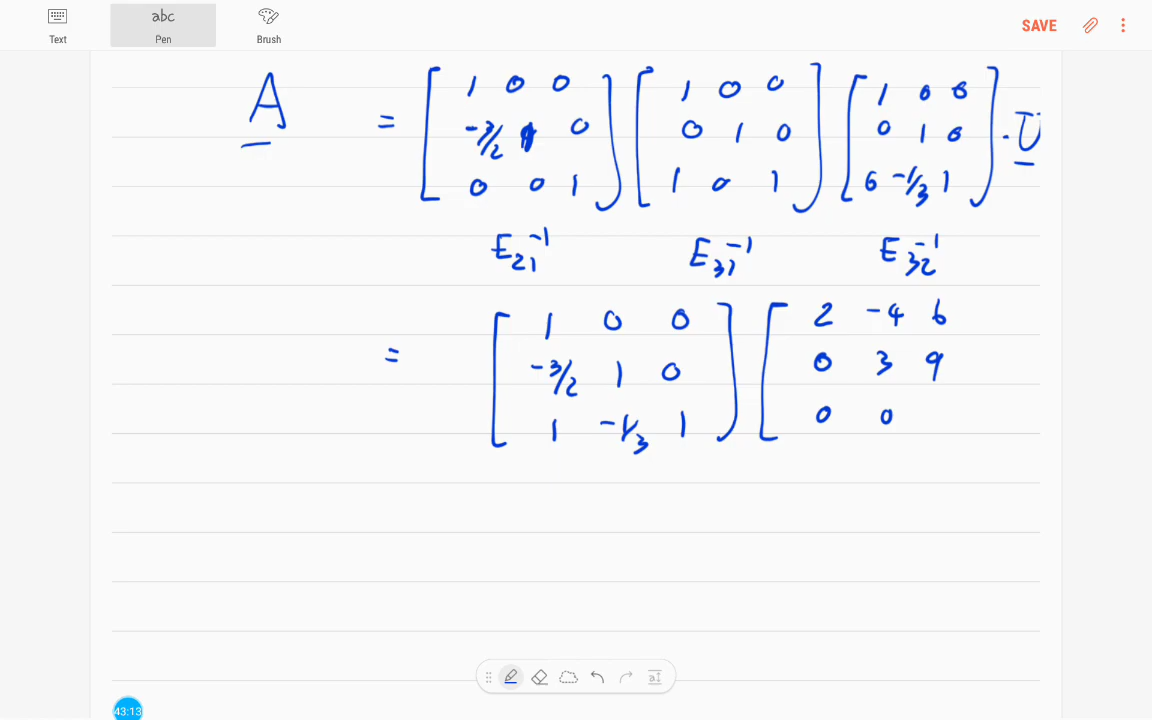 abc
Text Pen Brush SAVE
A = [ 1 0 0 ] [ 1 0 0 ] [ 1 0 0 ] . U
[ -3/2 1 0 ] [ 0 1 0 ] [ 0 1 0 ]
[ 0 0 1 ] [ 1 0 1 ] [ 6 -1/3 1 ]
E₂₁⁻¹ E₃₁⁻¹ E₃₂⁻¹
= [ 1 0 0 ] [ 2 -4 6
[ -3/2 1 0 ] [ 0 3 9
[ 1 -1/3 1 ] [ 0 0
43:13